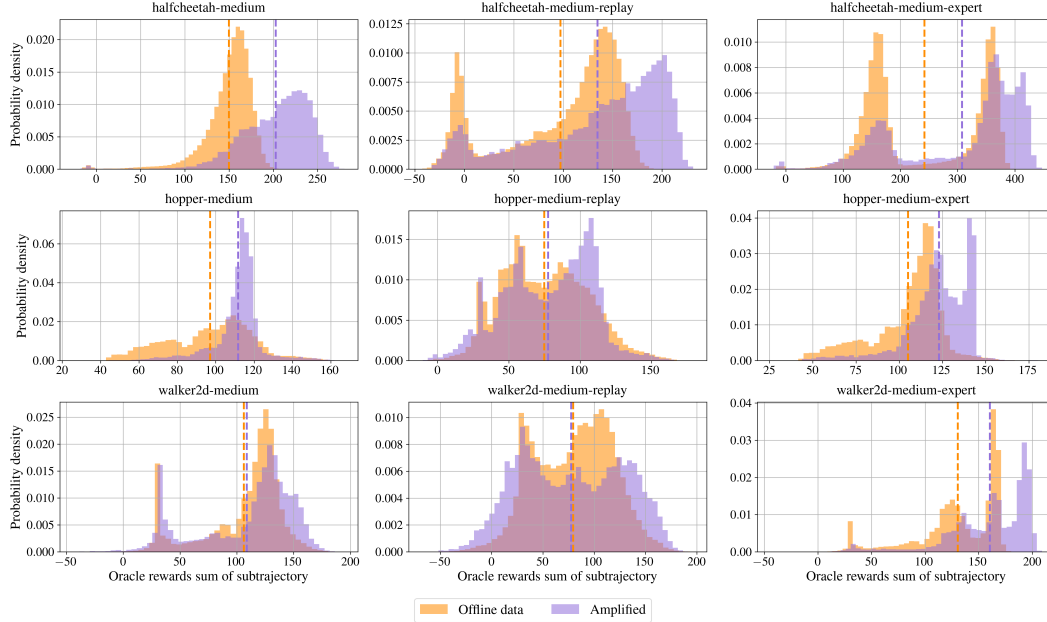 halfcheetah-medium
halfcheetah-medium-replay
halfcheetah-medium-expert
Probability density
0.020
0.015
0.010
0.005
0.000
0 50 100 150 200 250
0.0125
0.0100
0.0075
0.0050
0.0025
0.0000
−50 0 50 100 150 200
0.010
0.008
0.006
0.004
0.002
0.000
0 100 200 300 400
hopper-medium
hopper-medium-replay
hopper-medium-expert
Probability density
0.06
0.04
0.02
0.00
20 40 60 80 100 120 140 160
0.015
0.010
0.005
0.000
0 50 100 150
0.04
0.03
0.02
0.01
0.00
25 50 75 100 125 150 175
walker2d-medium
walker2d-medium-replay
walker2d-medium-expert
Probability density
0.025
0.020
0.015
0.010
0.005
0.000
−50 0 50 100 150 200
0.010
0.008
0.006
0.004
0.002
0.000
−50 0 50 100 150 200
0.04
0.03
0.02
0.01
0.00
−50 0 50 100 150 200
Oracle rewards sum of subtrajectory
Oracle rewards sum of subtrajectory
Oracle rewards sum of subtrajectory
Offline data
Amplified